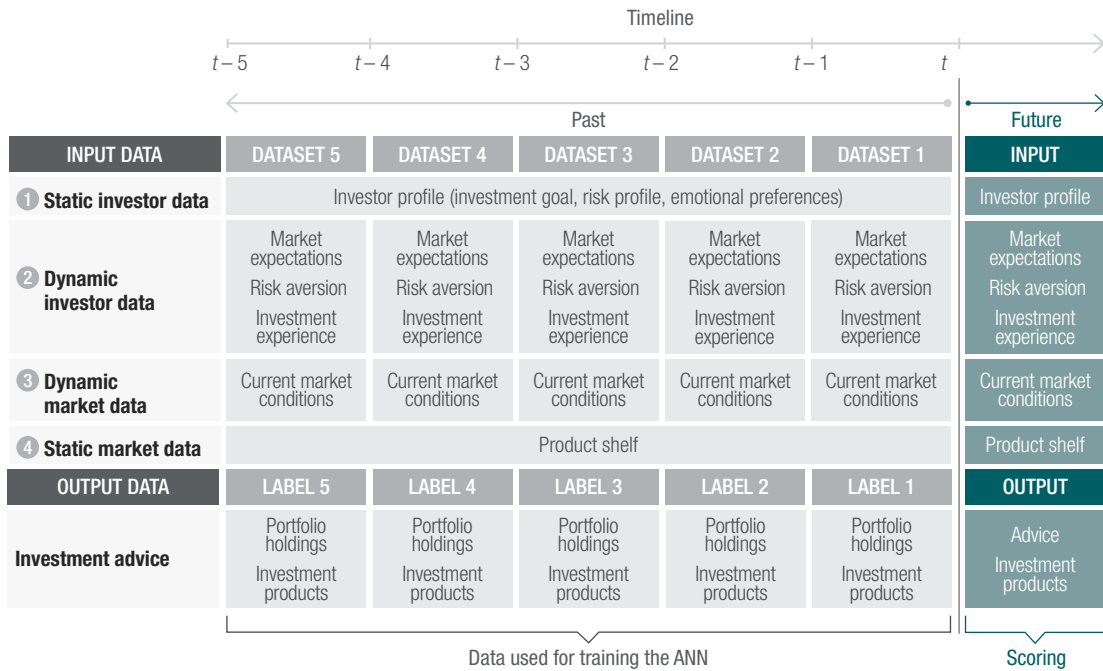 Timeline
t – 5 t – 4 t – 3 t – 2 t – 1 t
Past Future
INPUT DATA DATASET 5 DATASET 4 DATASET 3 DATASET 2 DATASET 1 INPUT
1 Static investor data Investor profile (investment goal, risk profile, emotional preferences) Investor profile
2 Dynamic
investor data
Market
expectations
Risk aversion
Investment
experience
Market
expectations
Risk aversion
Investment
experience
Market
expectations
Risk aversion
Investment
experience
Market
expectations
Risk aversion
Investment
experience
Market
expectations
Risk aversion
Investment
experience
Market
expectations
Risk aversion
Investment
experience
3 Dynamic
market data
Current market
conditions
Current market
conditions
Current market
conditions
Current market
conditions
Current market
conditions
Current market
conditions
4 Static market data Product shelf Product shelf
OUTPUT DATA LABEL 5 LABEL 4 LABEL 3 LABEL 2 LABEL 1 OUTPUT
Investment advice
Portfolio
holdings
Investment
products
Portfolio
holdings
Investment
products
Portfolio
holdings
Investment
products
Portfolio
holdings
Investment
products
Portfolio
holdings
Investment
products
Advice
Investment
products
Data used for training the ANN Scoring